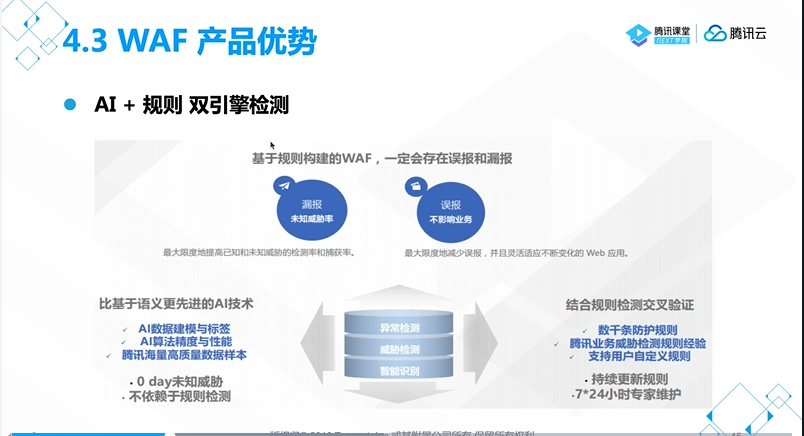 4.3 WAF 产品优势
腾讯课堂
NEXT学院
腾讯云
AI + 规则 双引擎检测
基于规则构建的WAF，一定会存在误报和漏报
漏报
未知威胁率
误报
不影响业务
最大限度地提高已知和未知威胁的检测率和捕获率。
最大限度地减少误报，并且灵活适应不断变化的 Web 应用。
比基于语义更先进的AI技术
AI数据建模与标签
AI算法精度与性能
腾讯海量高质量数据样本
· 0 day未知威胁
· 不依赖于规则检测
异常检测
威胁检测
智能识别
结合规则检测交叉验证
数千条防护规则
腾讯业务威胁检测规则经验
支持用户自定义规则
· 持续更新规则
·7*24小时专家维护